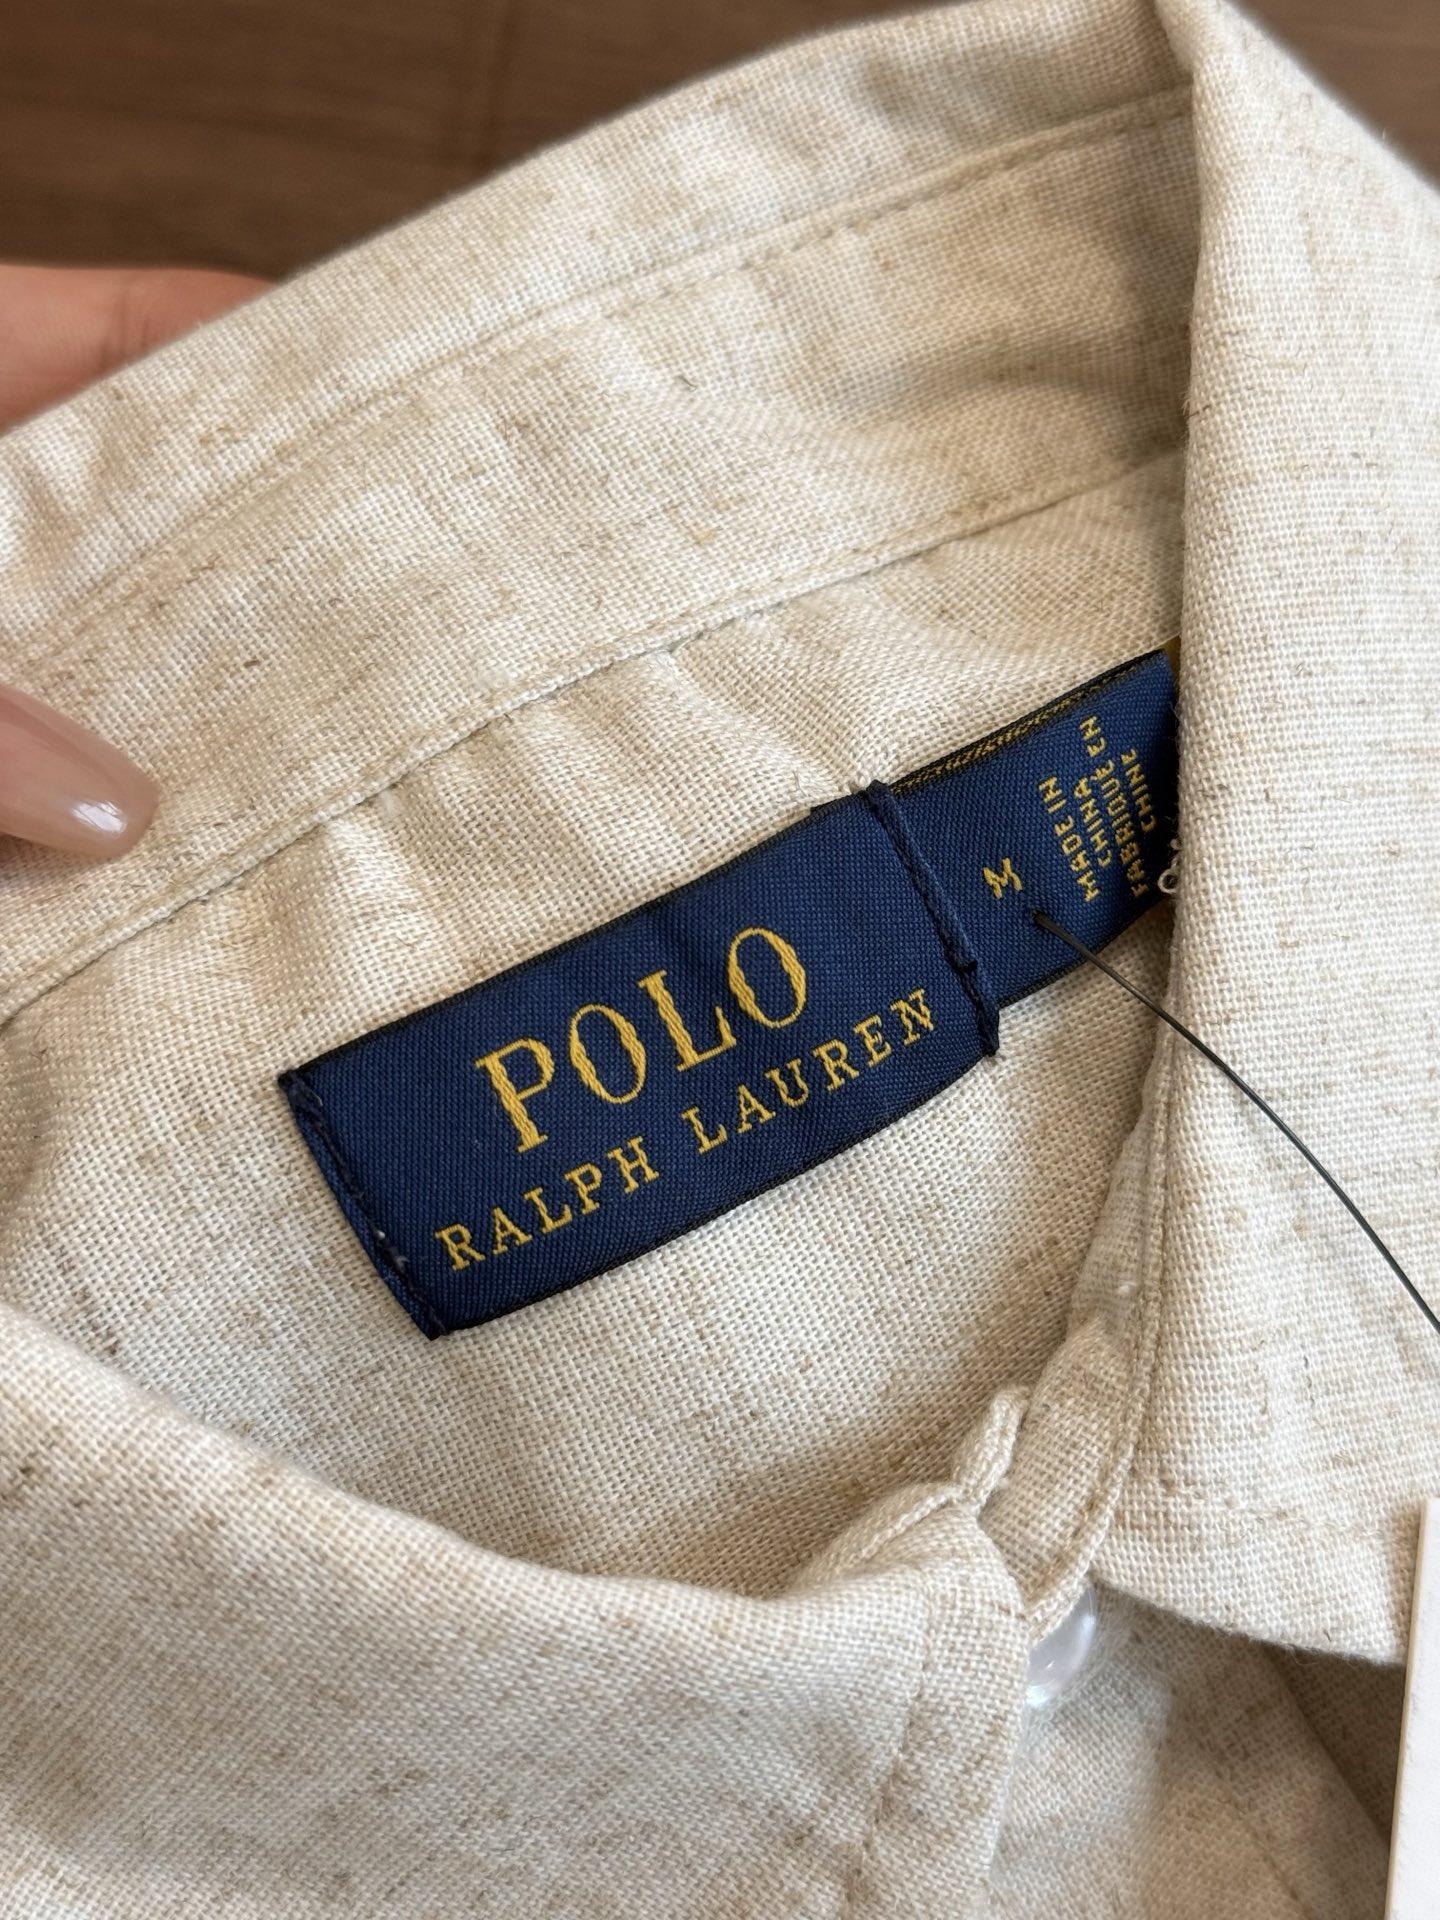 POLO
RALPH LAUREN
M
MADE IN
CHINA
FABRIQUÉ EN
CHINE